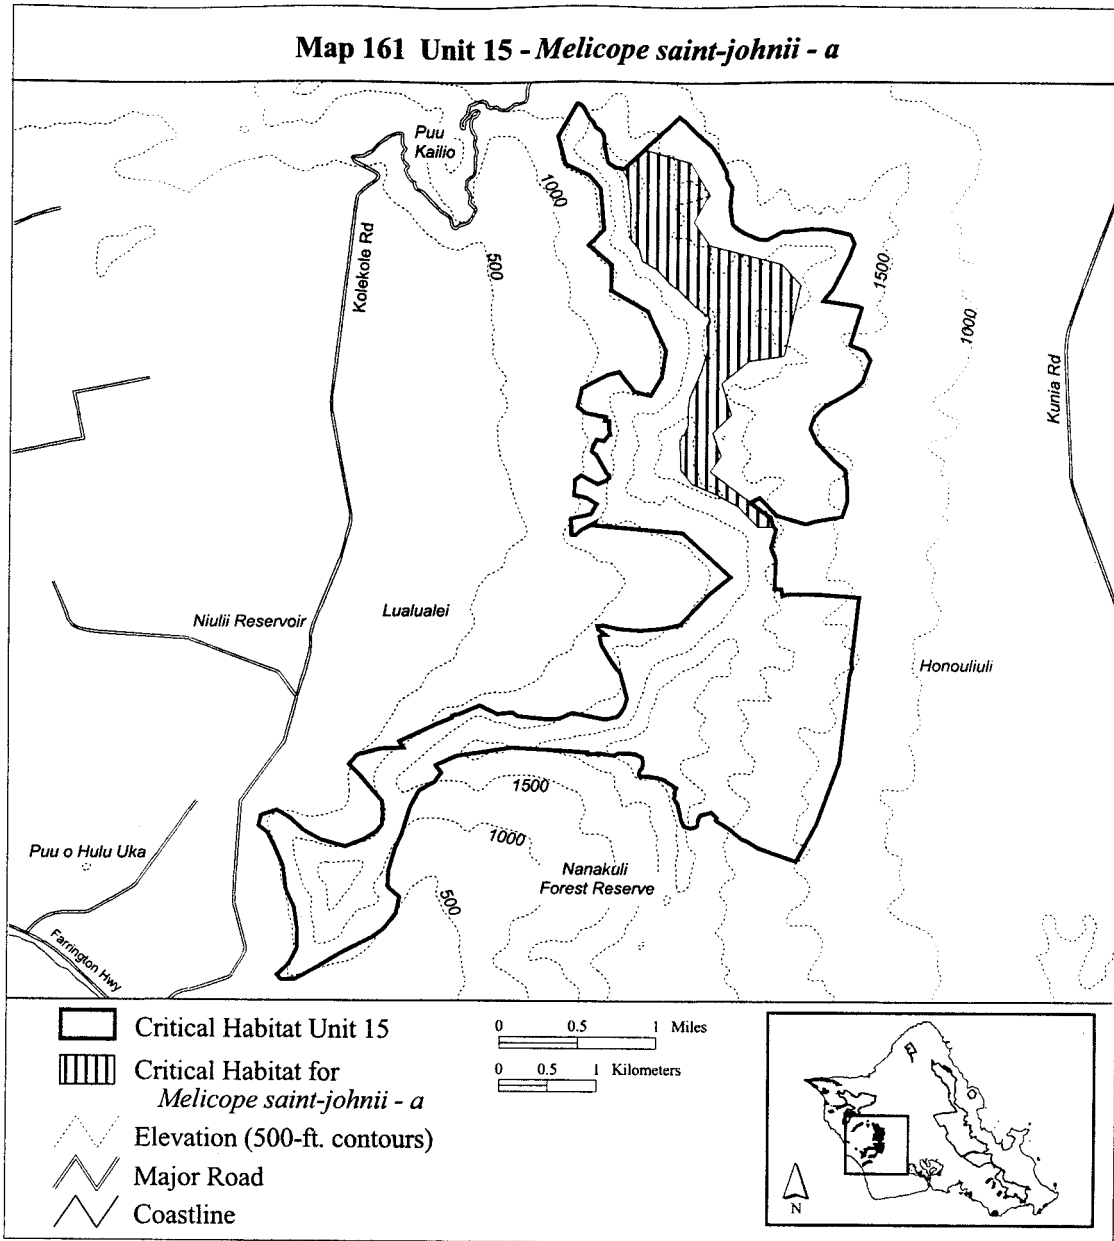 Map 161 Unit 15 - Melicope saint-johnii - a
Puu
Kailio
1000
500
Kolekole Rd
1500
1000
Kunia Rd
Niulii Reservoir
Lualualei
Honouliuli
1500
1000
Puu o Hulu Uka
Nanakuli
Forest Reserve
500
Farrington Hwy
Critical Habitat Unit 15
Critical Habitat for
Melicope saint-johnii - a
Elevation (500-ft. contours)
Major Road
Coastline
0 0.5 1 Miles
0 0.5 1 Kilometers
N